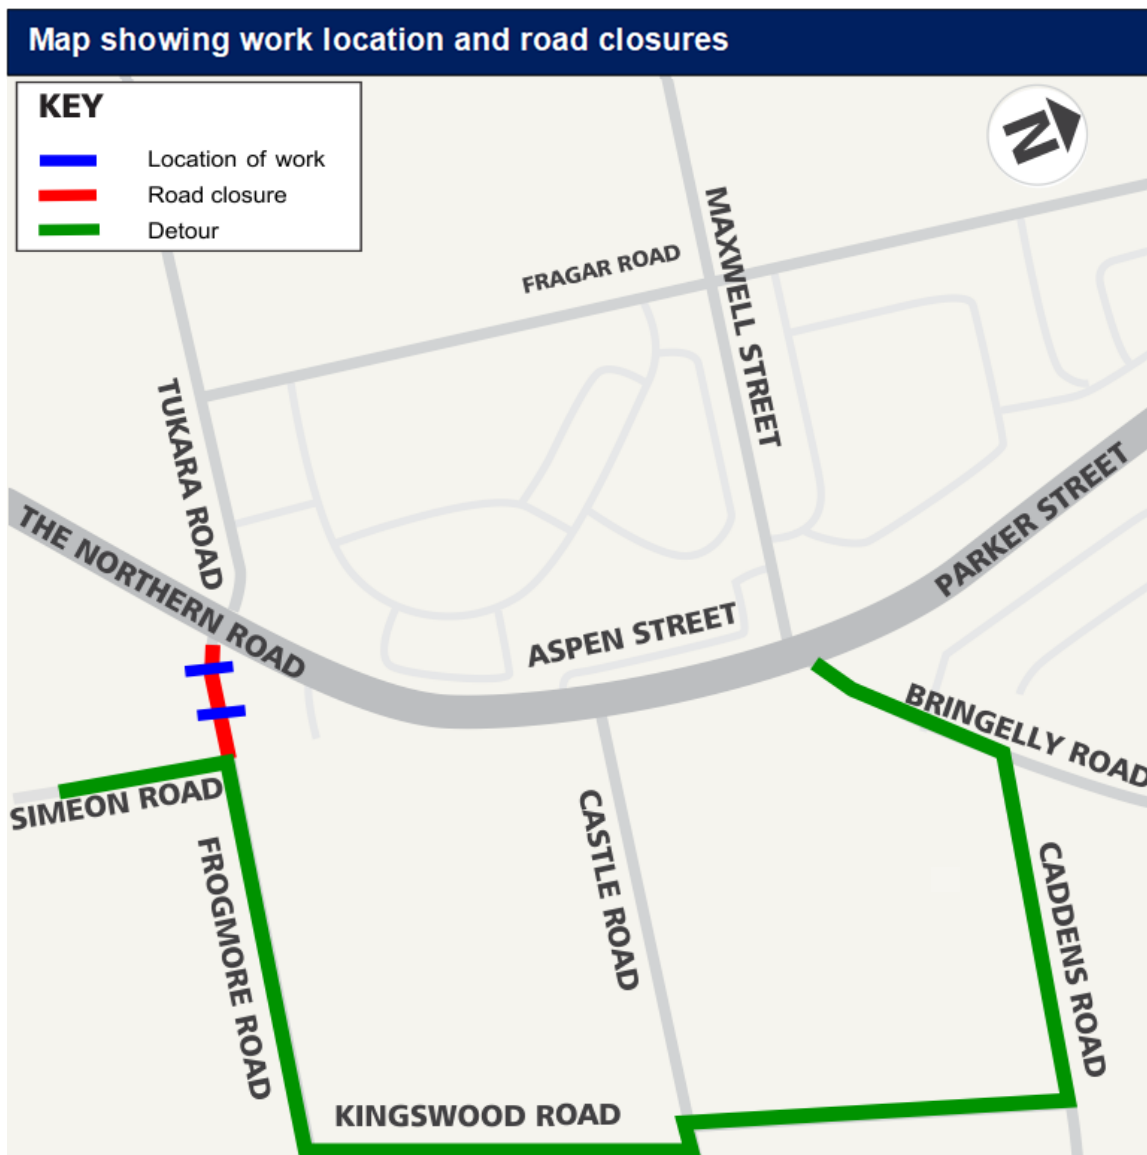 Map showing work location and road closures
KEY
Location of work
Road closure
Detour
N
MAXWELL STREET
FRAGAR ROAD
TUKARA ROAD
THE NORTHERN ROAD
PARKER STREET
ASPEN STREET
BRINGELLY ROAD
SIMEON ROAD
CASTLE ROAD
FROGMORE ROAD
CADDENS ROAD
KINGSWOOD ROAD